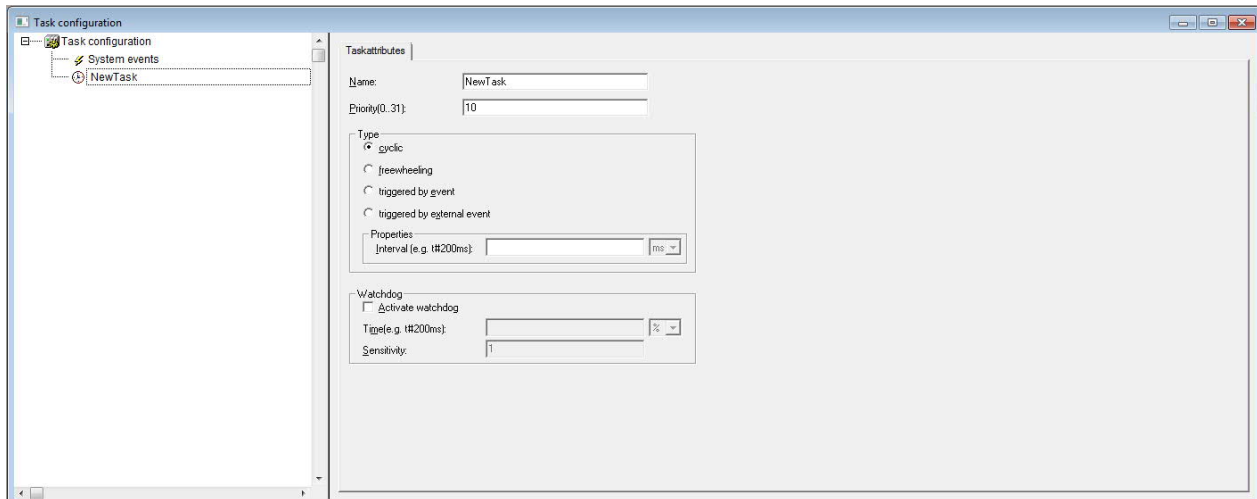 Task configuration
Task configuration
System events
NewTask
Taskattributes
Name: NewTask
Priority(0..31): 10
Type
cyclic
freewheeling
triggered by event
triggered by external event
Properties
Interval (e.g. t#200ms): ms
Watchdog
Activate watchdog
Time(e.g. t#200ms): %
Sensitivity: 1